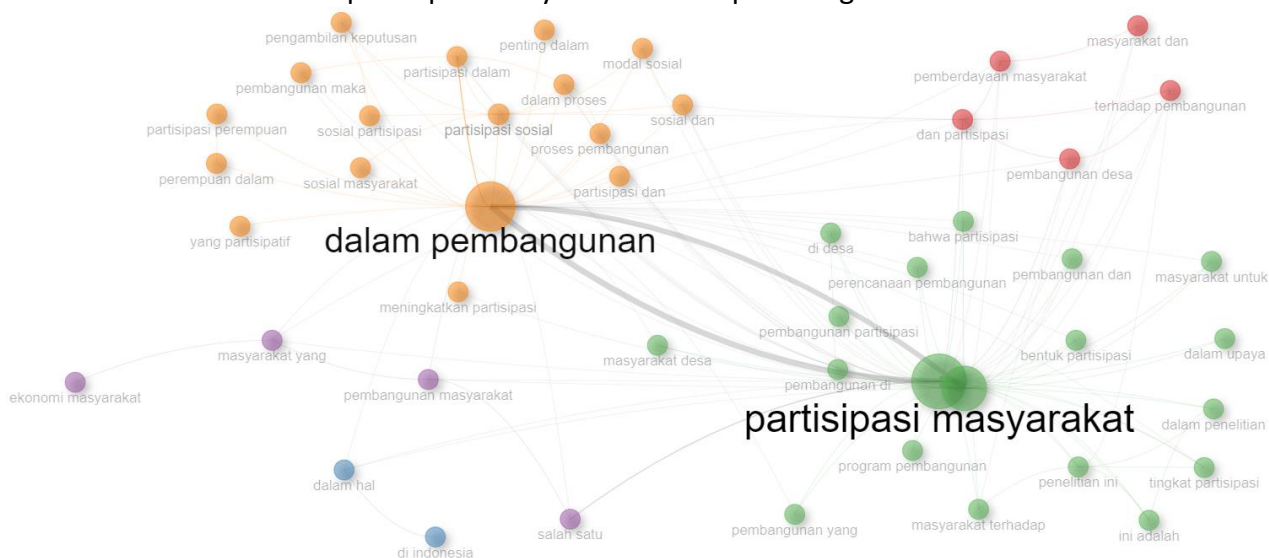 pengambilan keputusan
penting dalam
masyarakat dan
partisipasi dalam
modal sosial
pemberdayaan masyarakat
pembangunan maka
dalam proses
terhadap pembangunan
partisipasi perempuan
sosial partisipasi
partisipasi sosial
sosial dan
dan partisipasi
proses pembangunan
perempuan dalam
sosial masyarakat
partisipasi dan
pembangunan desa
yang partisipatif
dalam pembangunan
di desa
bahwa partisipasi
perencanaan pembangunan
pembangunan dan
masyarakat untuk
meningkatkan partisipasi
pembangunan partisipasi
masyarakat yang
masyarakat desa
bentuk partisipasi
dalam upaya
ekonomi masyarakat
pembangunan masyarakat
pembangunan di
partisipasi masyarakat
dalam penelitian
program pembangunan
dalam hal
penelitian ini
tingkat partisipasi
salah satu
pembangunan yang
masyarakat terhadap
ini adalah
di indonesia